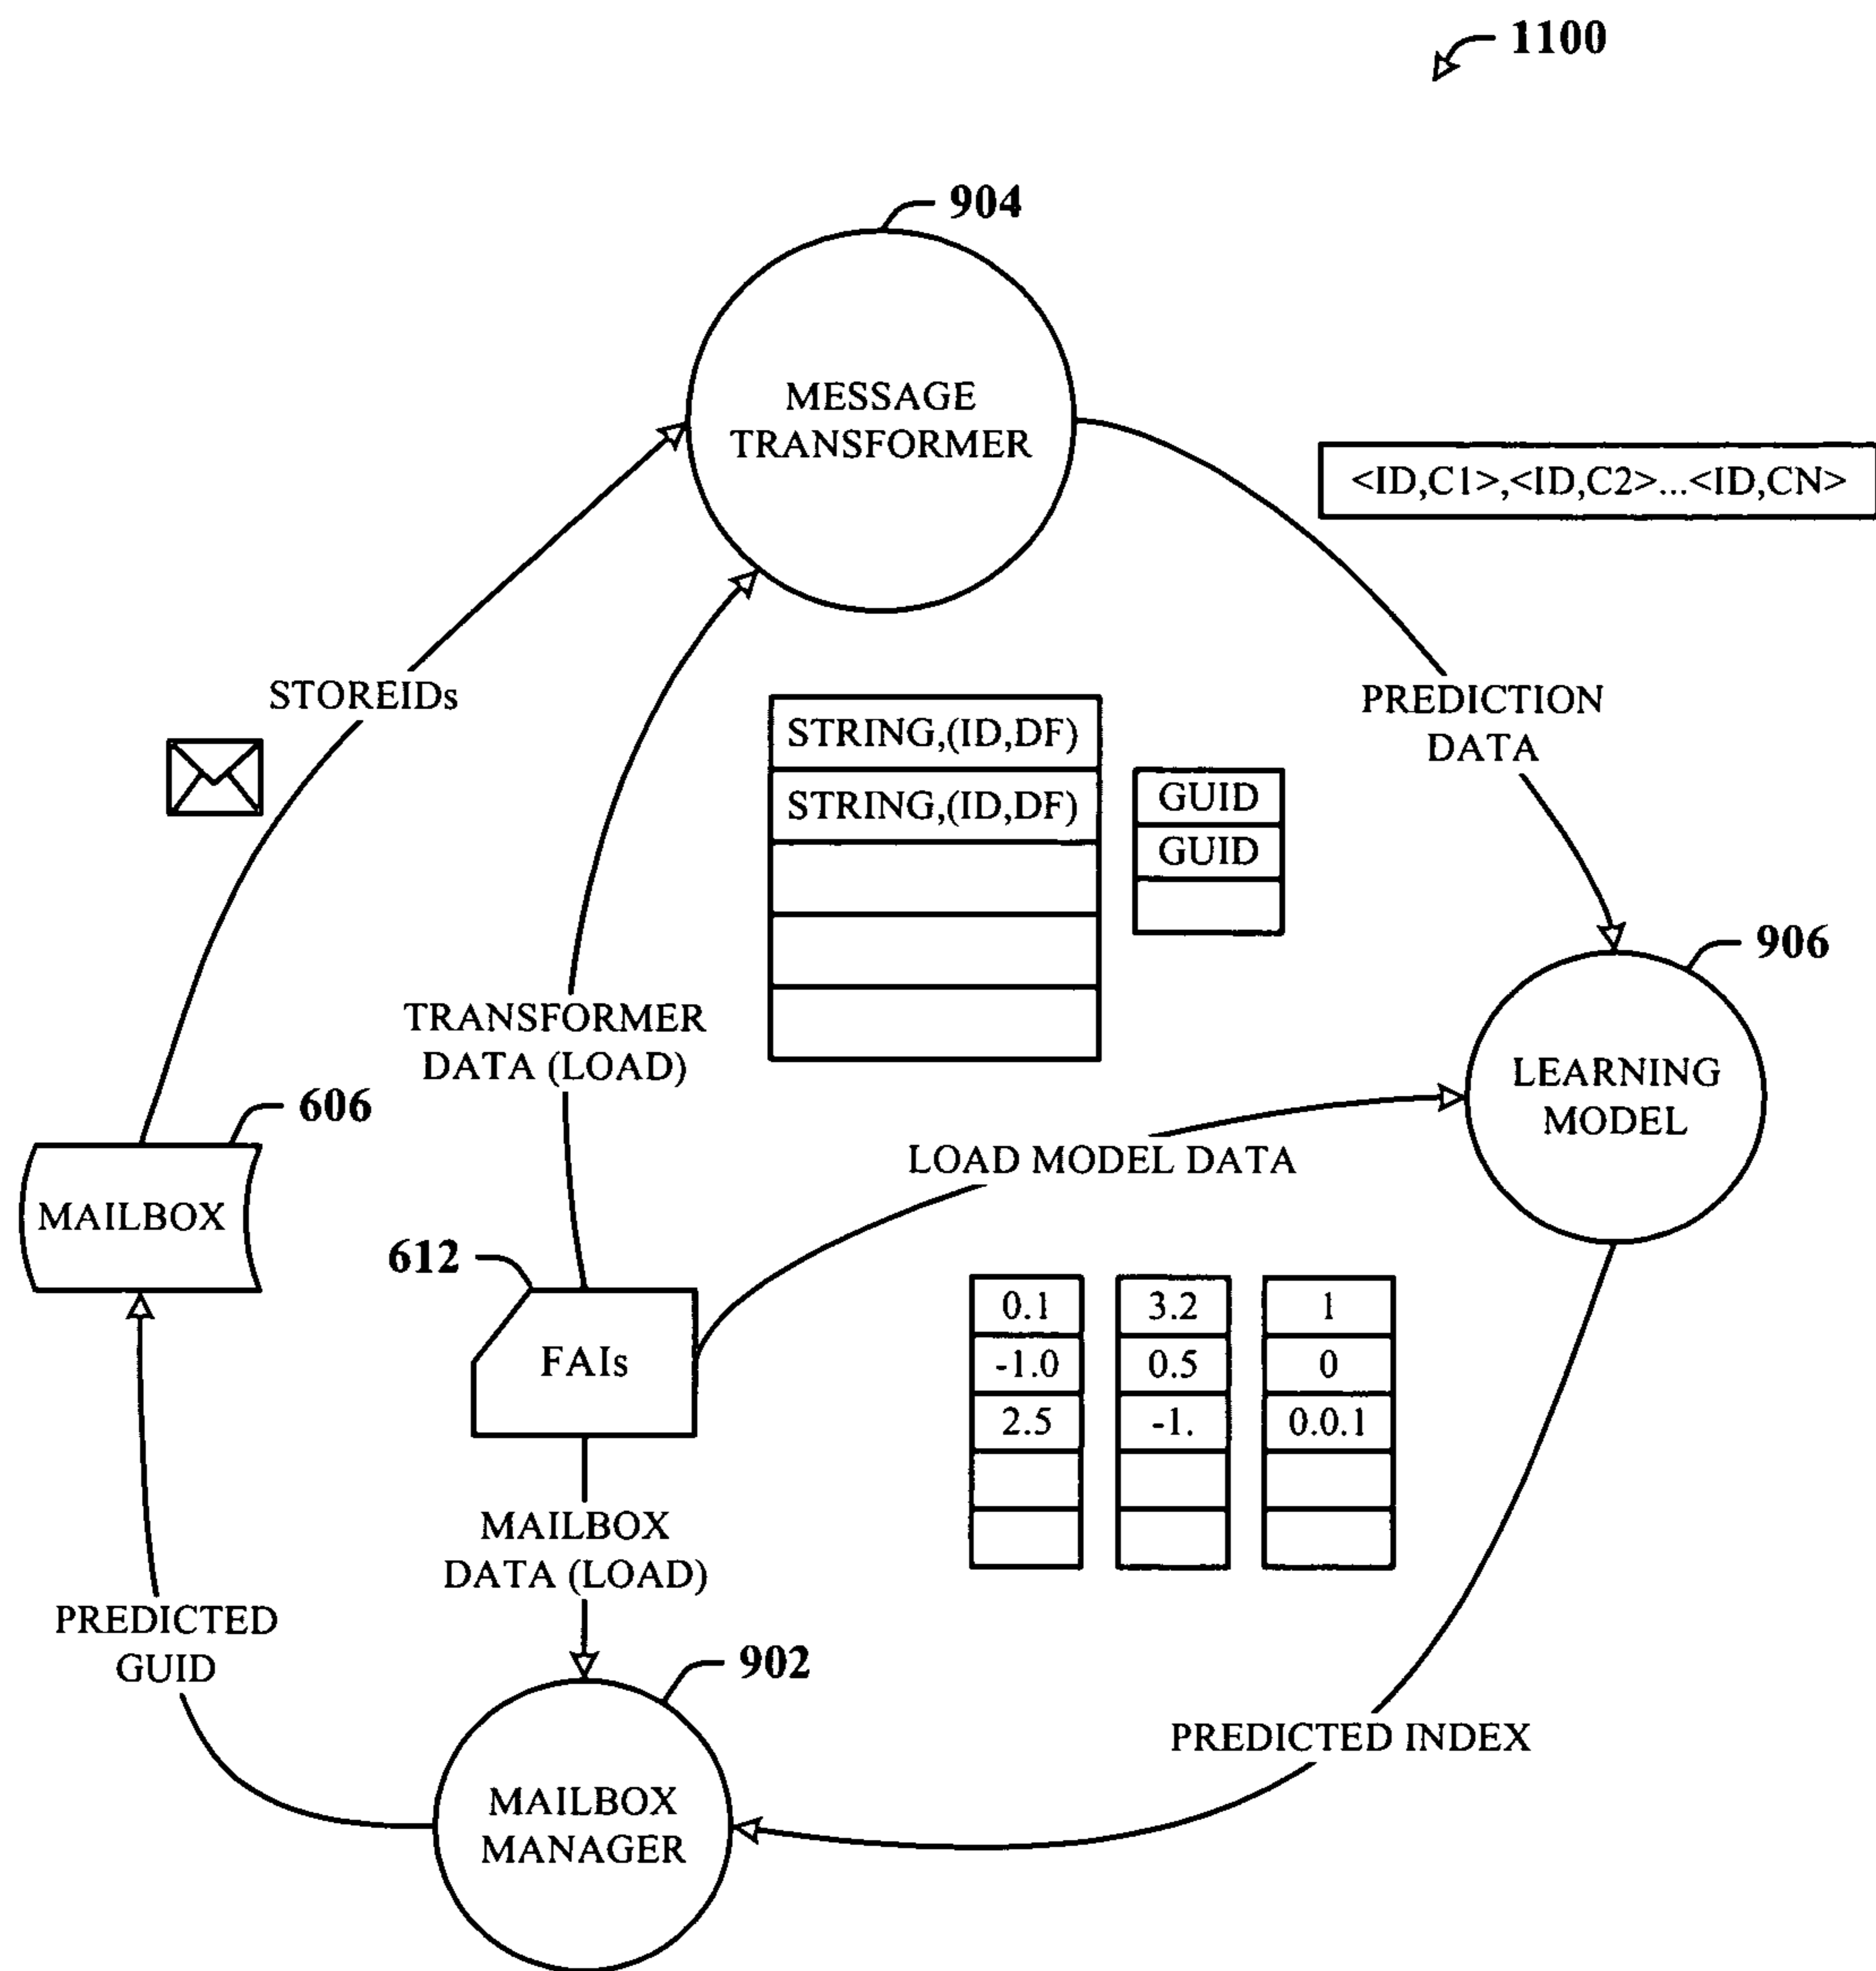 1100
904
MESSAGE
TRANSFORMER
<ID,C1>,<ID,C2>...<ID,CN>
STOREIDs
PREDICTION
DATA
STRING,(ID,DF)
STRING,(ID,DF)
GUID
GUID
906
TRANSFORMER
DATA (LOAD)
LEARNING
MODEL
606
MAILBOX
LOAD MODEL DATA
612
FAIs
0.1
3.2
1
-1.0
0.5
0
2.5
-1.
0.0.1
MAILBOX
DATA (LOAD)
PREDICTED
GUID
902
PREDICTED INDEX
MAILBOX
MANAGER